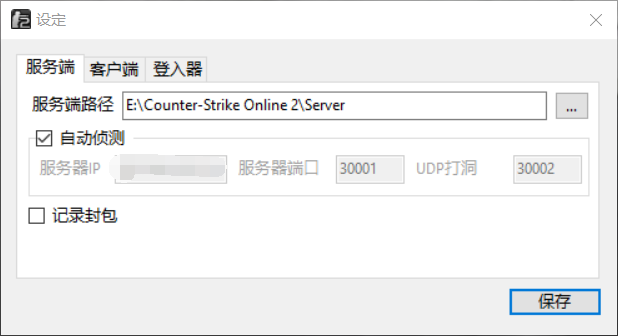 设定
服务端 客户端 登入器
服务端路径 E:\Counter-Strike Online 2\Server ...
自动侦测
服务器IP 服务器端口 30001 UDP打洞 30002
记录封包
保存